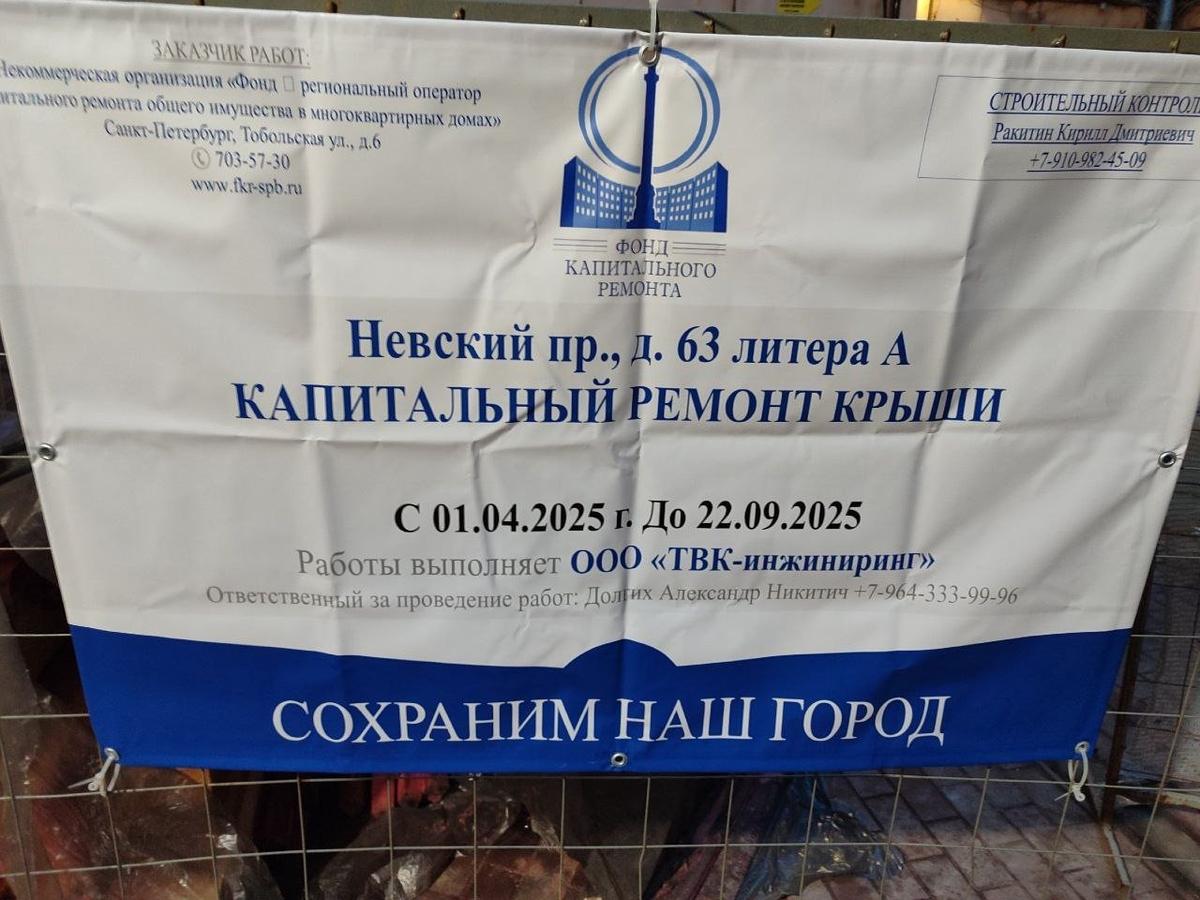 ЗАКАЗЧИК РАБОТ:
Некоммерческая организация «Фонд региональный оператор
итального ремонта общего имущества в многоквартирных домах»
Санкт-Петербург, Тобольская ул., д.6
703-57-30
www.fkr-spb.ru
ФОНД
КАПИТАЛЬНОГО
РЕМОНТА
СТРОИТЕЛЬНЫЙ КОНТРОЛ
Ракитин Кирилл Дмитриевич
+7-910-982-45-09
Невский пр., д. 63 литера А
КАПИТАЛЬНЫЙ РЕМОНТ КРЫШИ
С 01.04.2025 г. До 22.09.2025
Работы выполняет ООО «ТВК-инжиниринг»
Ответственный за проведение работ: Долгих Александр Никитич +7-964-333-99-96
СОХРАНИМ НАШ ГОРОД